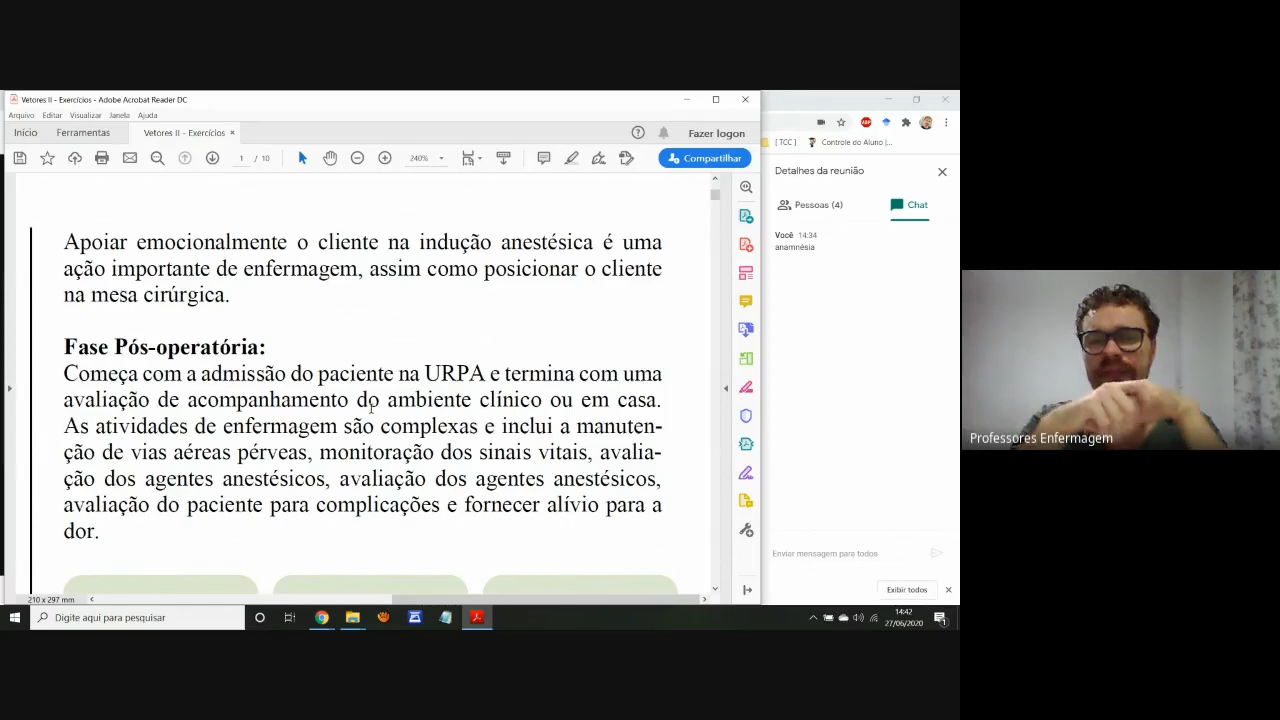 Vetores II - Exercícios - Adobe Acrobat Reader DC
Arquivo Editar Visualizar Janela Ajuda
Início Ferramentas Vetores II - Exercícios × Fazer logon
1 / 10 240% Compartilhar
Apoiar emocionalmente o cliente na indução anestésica é uma
ação importante de enfermagem, assim como posicionar o cliente
na mesa cirúrgica.
Fase Pós-operatória:
Começa com a admissão do paciente na URPA e termina com uma
avaliação de acompanhamento do ambiente clínico ou em casa.
As atividades de enfermagem são complexas e inclui a manuten-
ção de vias aéreas pérveas, monitoração dos sinais vitais, avalia-
ção dos agentes anestésicos, avaliação dos agentes anestésicos,
avaliação do paciente para complicações e fornecer alívio para a
dor.
210 x 297 mm
[ TCC ] Controle do Aluno |...
Detalhes da reunião
Pessoas (4) Chat
Você 14:34
anamnésia
Enviar mensagem para todos
Exibir todos
Professores Enfermagem
Digite aqui para pesquisar
14:42
27/06/2020